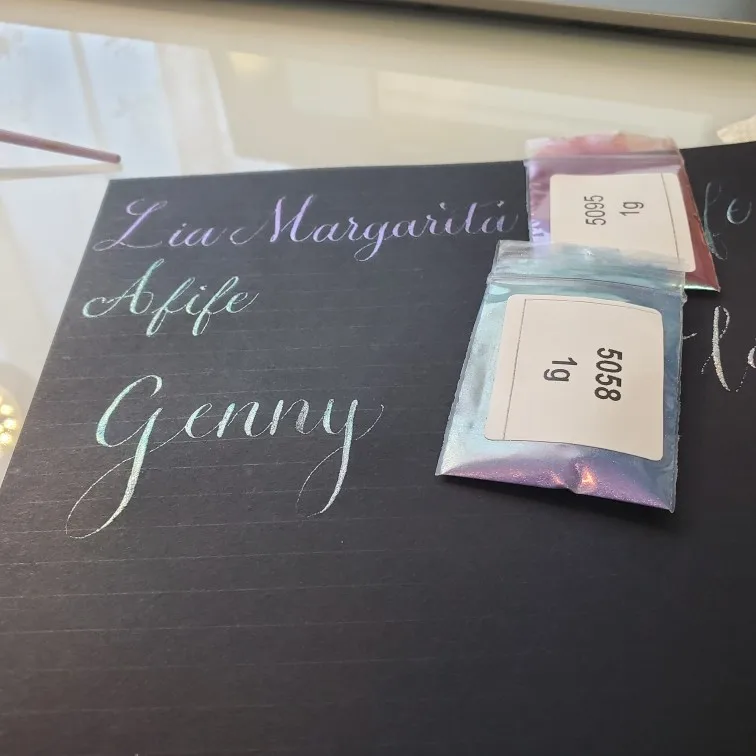 Lia Margarita
Afife
Genny
5095
1g
5058
1g